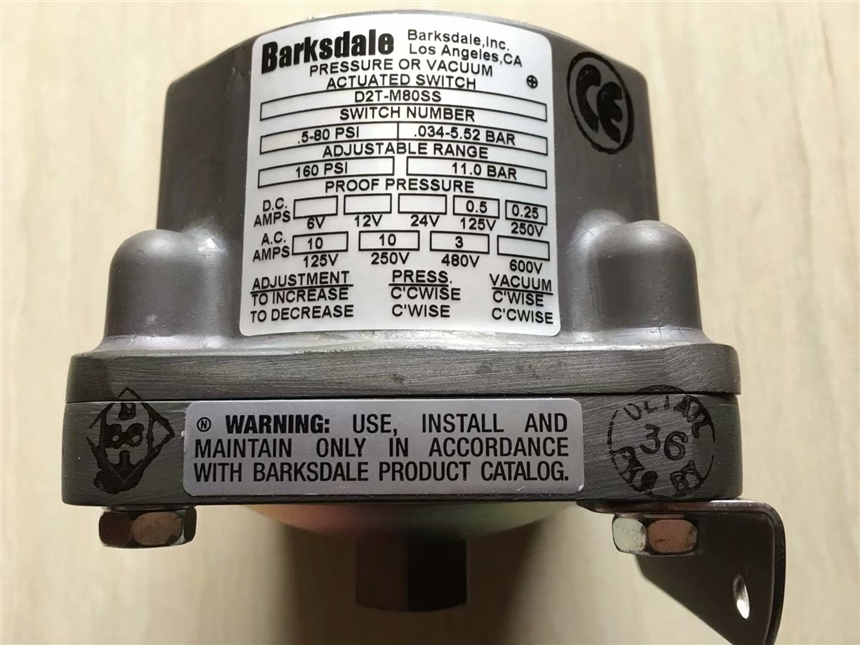 Barksdale
Barksdale,Inc.
Los Angeles,CA
PRESSURE OR VACUUM
ACTUATED SWITCH
D2T-M80SS
SWITCH NUMBER
.5-80 PSI .034-5.52 BAR
ADJUSTABLE RANGE
160 PSI 11.0 BAR
PROOF PRESSURE
D.C. AMPS 0.5 0.25
6V 12V 24V 125V 250V
A.C. AMPS 10 10 3
125V 250V 480V 600V
ADJUSTMENT PRESS. VACUUM
TO INCREASE C'CWISE C'WISE
TO DECREASE C'WISE C'CWISE
CE
WARNING: USE, INSTALL AND
MAINTAIN ONLY IN ACCORDANCE
WITH BARKSDALE PRODUCT CATALOG.
DETAIL
36